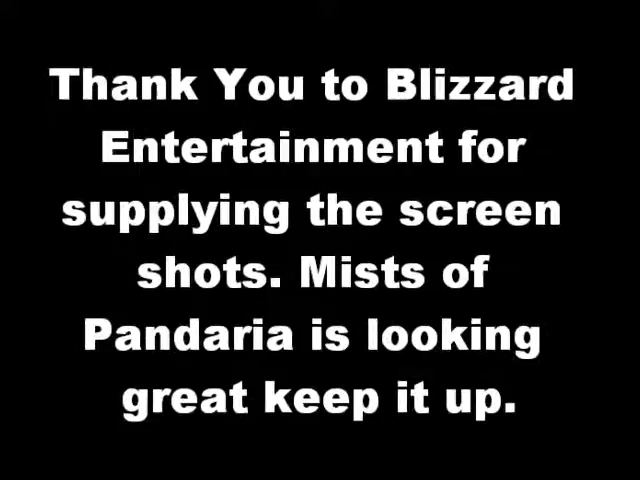 Thank You to Blizzard
Entertainment for
supplying the screen
shots. Mists of
Pandaria is looking
great keep it up.